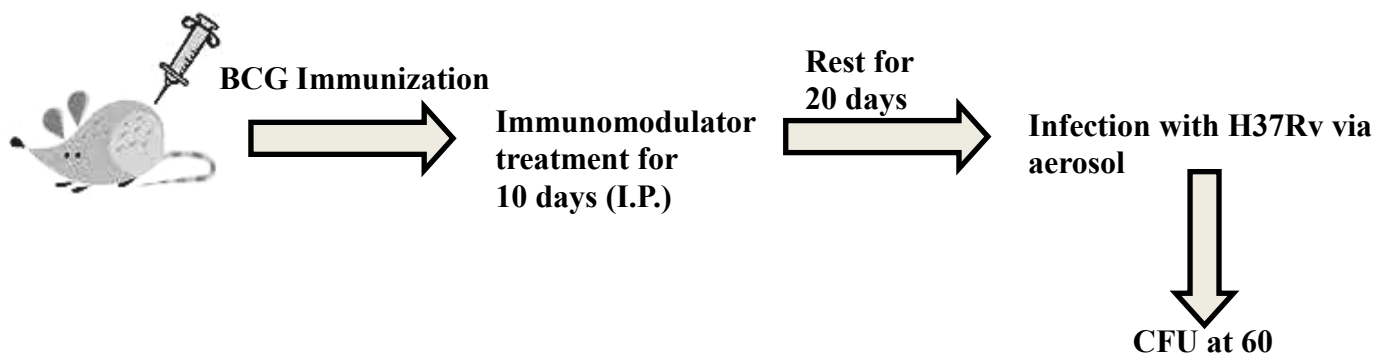 BCG Immunization
Immunomodulator
treatment for
10 days (I.P.)
Rest for
20 days
Infection with H37Rv via
aerosol
CFU at 60